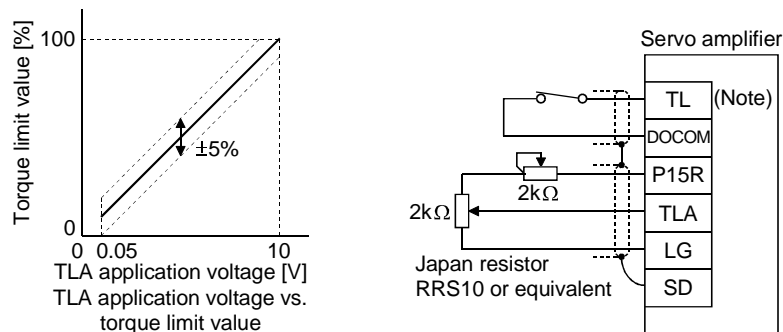 Torque limit value [%]
100
±5%
0
0 0.05
10
TLA application voltage [V]
TLA application voltage vs.
torque limit value
Servo amplifier
TL
(Note)
DOCOM
P15R
2kΩ
2kΩ
TLA
LG
Japan resistor
RRS10 or equivalent
SD